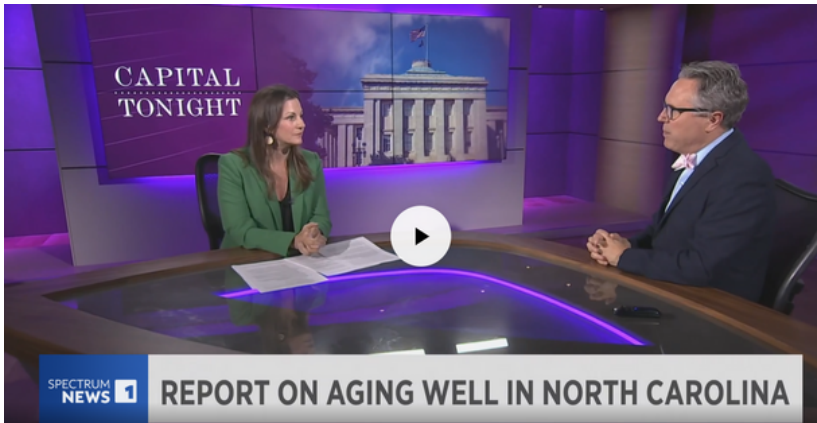 CAPITAL
TONIGHT
SPECTRUM
NEWS 1
REPORT ON AGING WELL IN NORTH CAROLINA